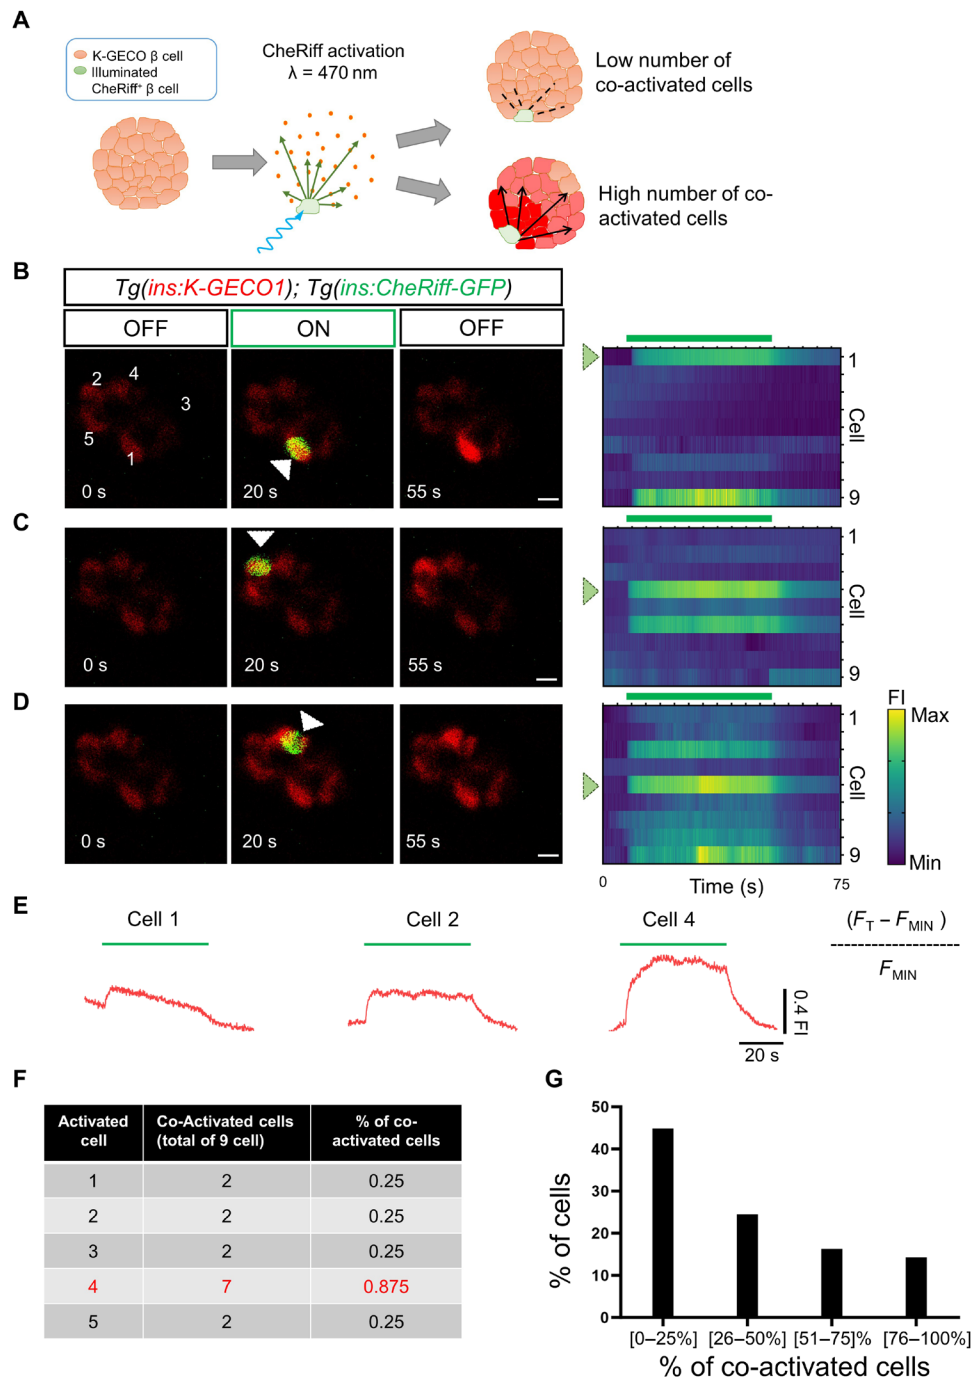 A
K-GECO β cell
Illuminated
CheRiff⁺ β cell
CheRiff activation
λ = 470 nm
Low number of
co-activated cells
High number of co-
activated cells
B
Tg(ins:K-GECO1); Tg(ins:CheRiff-GFP)
OFF
ON
OFF
2
4
3
5
1
0 s
20 s
55 s
1
Cell
9
C
0 s
20 s
55 s
1
Cell
9
D
0 s
20 s
55 s
1
Cell
9
0
Time (s)
75
FI
Max
Min
E
Cell 1
Cell 2
Cell 4
(F_T – F_MIN )
F_MIN
0.4 FI
20 s
F
Activated
cell
Co-Activated cells
(total of 9 cell)
% of co-
activated cells
1 2 0.25
2 2 0.25
3 2 0.25
4 7 0.875
5 2 0.25
G
% of cells
50
40
30
20
10
0
[0–25%] [26–50%] [51–75]% [76–100%]
% of co-activated cells